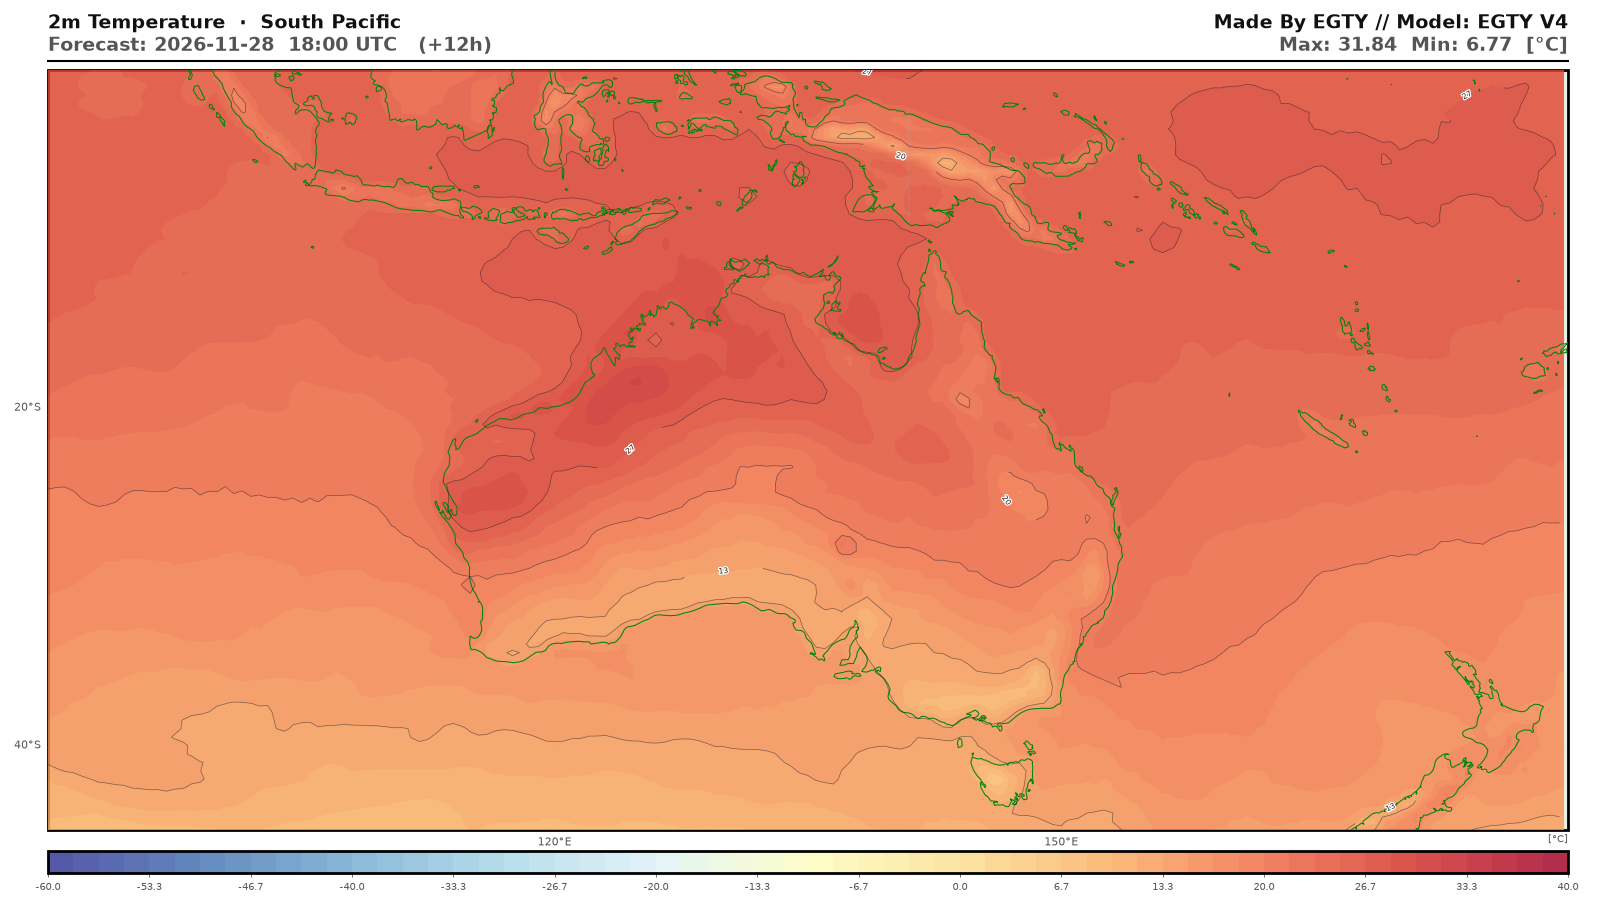 2m Temperature · South Pacific
Made By EGTY // Model: EGTY V4
Forecast: 2026-11-28 18:00 UTC (+12h)
Max: 31.84 Min: 6.77 [°C]
27
27
20
20°S
27
20
13
40°S
13
120°E
150°E
[°C]
-60.0 -53.3 -46.7 -40.0 -33.3 -26.7 -20.0 -13.3 -6.7 0.0 6.7 13.3 20.0 26.7 33.3 40.0